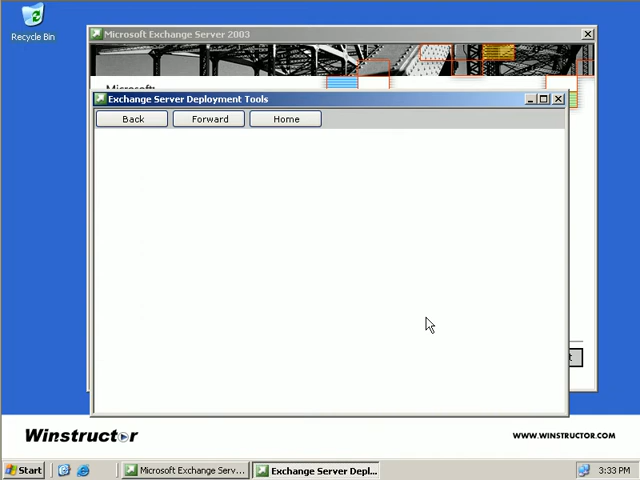 Recycle Bin
Microsoft Exchange Server 2003
Exchange Server Deployment Tools
Back Forward Home
Winstructor
WWW.WINSTRUCTOR.COM
Start Microsoft Exchange Serv... Exchange Server Depl... 3:33 PM